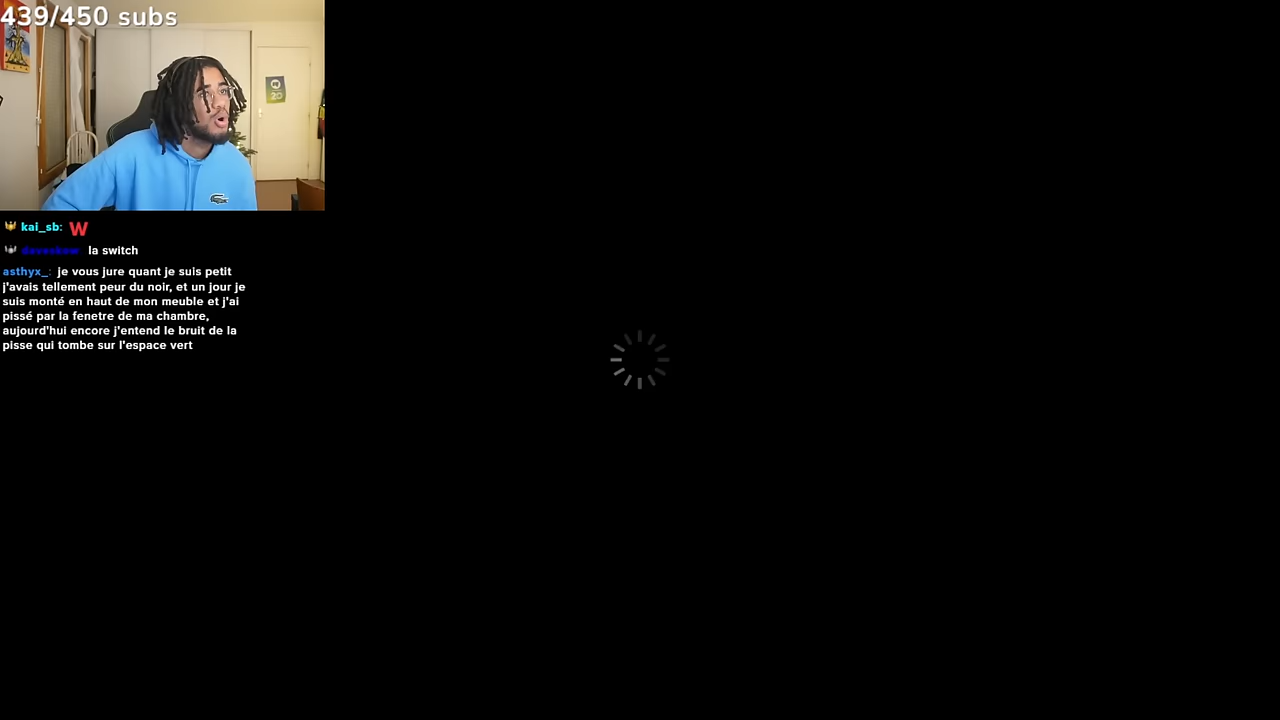 439/450 subs
20
kai_sb: W
la switch
asthyx_: je vous jure quant je suis petit
j'avais tellement peur du noir, et un jour je
suis monté en haut de mon meuble et j'ai
pissé par la fenetre de ma chambre,
aujourd'hui encore j'entend le bruit de la
pisse qui tombe sur l'espace vert